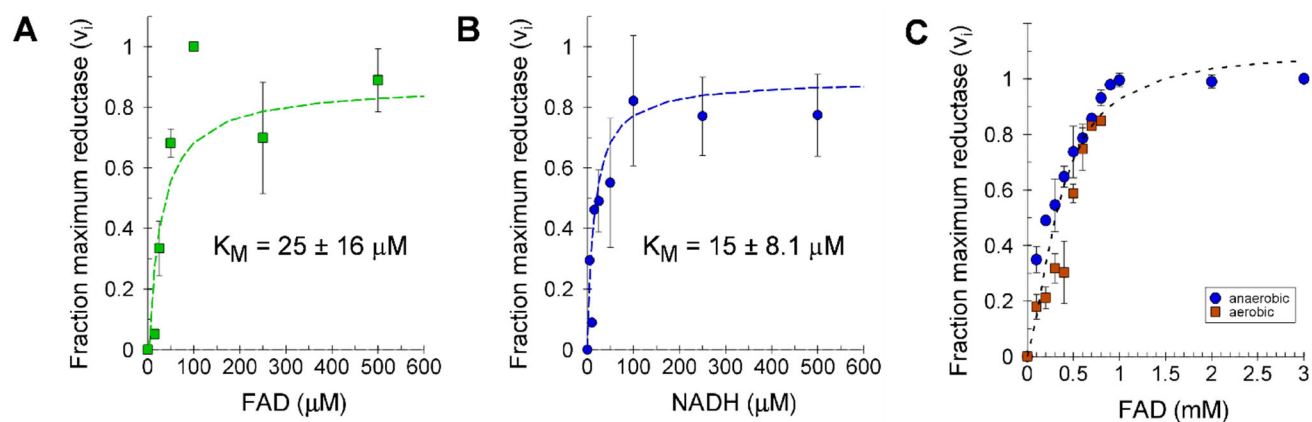 A
Fraction maximum reductase (vᵢ)
1
0.8
0.6
0.4
0.2
0
0 100 200 300 400 500 600
FAD (µM)
K_M = 25 ± 16 µM
B
Fraction maximum reductase (vᵢ)
1
0.8
0.6
0.4
0.2
0
0 100 200 300 400 500 600
NADH (µM)
K_M = 15 ± 8.1 µM
C
Fraction maximum reductase (vᵢ)
1
0.8
0.6
0.4
0.2
0
0 0.5 1 1.5 2 2.5 3
FAD (mM)
anaerobic
aerobic